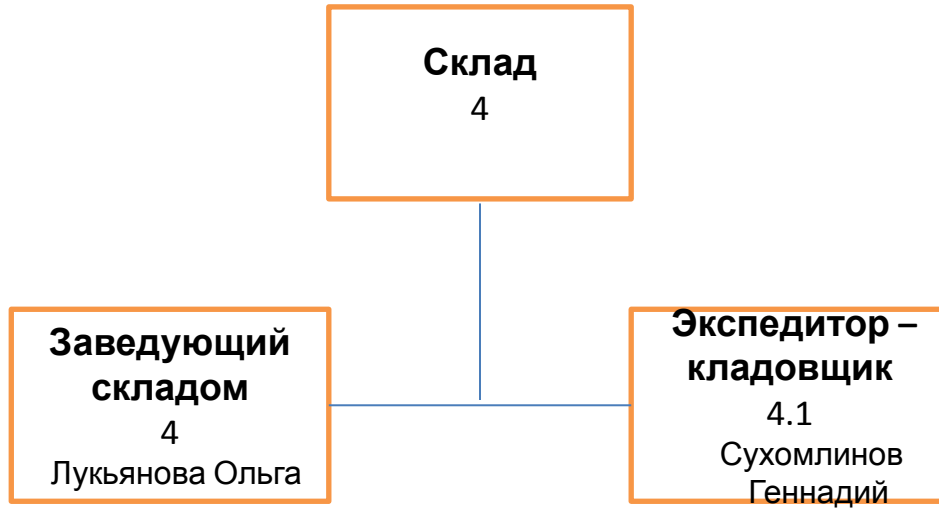 Склад
4
Заведующий
складом
4
Лукьянова Ольга
Экспедитор –
кладовщик
4.1
Сухомлинов
Геннадий